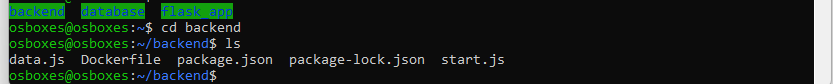 backend  database  flask_app
osboxes@osboxes:~$ cd backend
osboxes@osboxes:~/backend$ ls
data.js  Dockerfile  package.json  package-lock.json  start.js
osboxes@osboxes:~/backend$